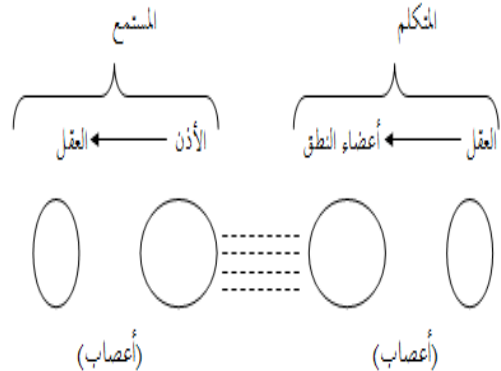 المتكلم المستمع
العقل أعضاء النطق الأذن العقل
(أعصاب) (أعصاب)